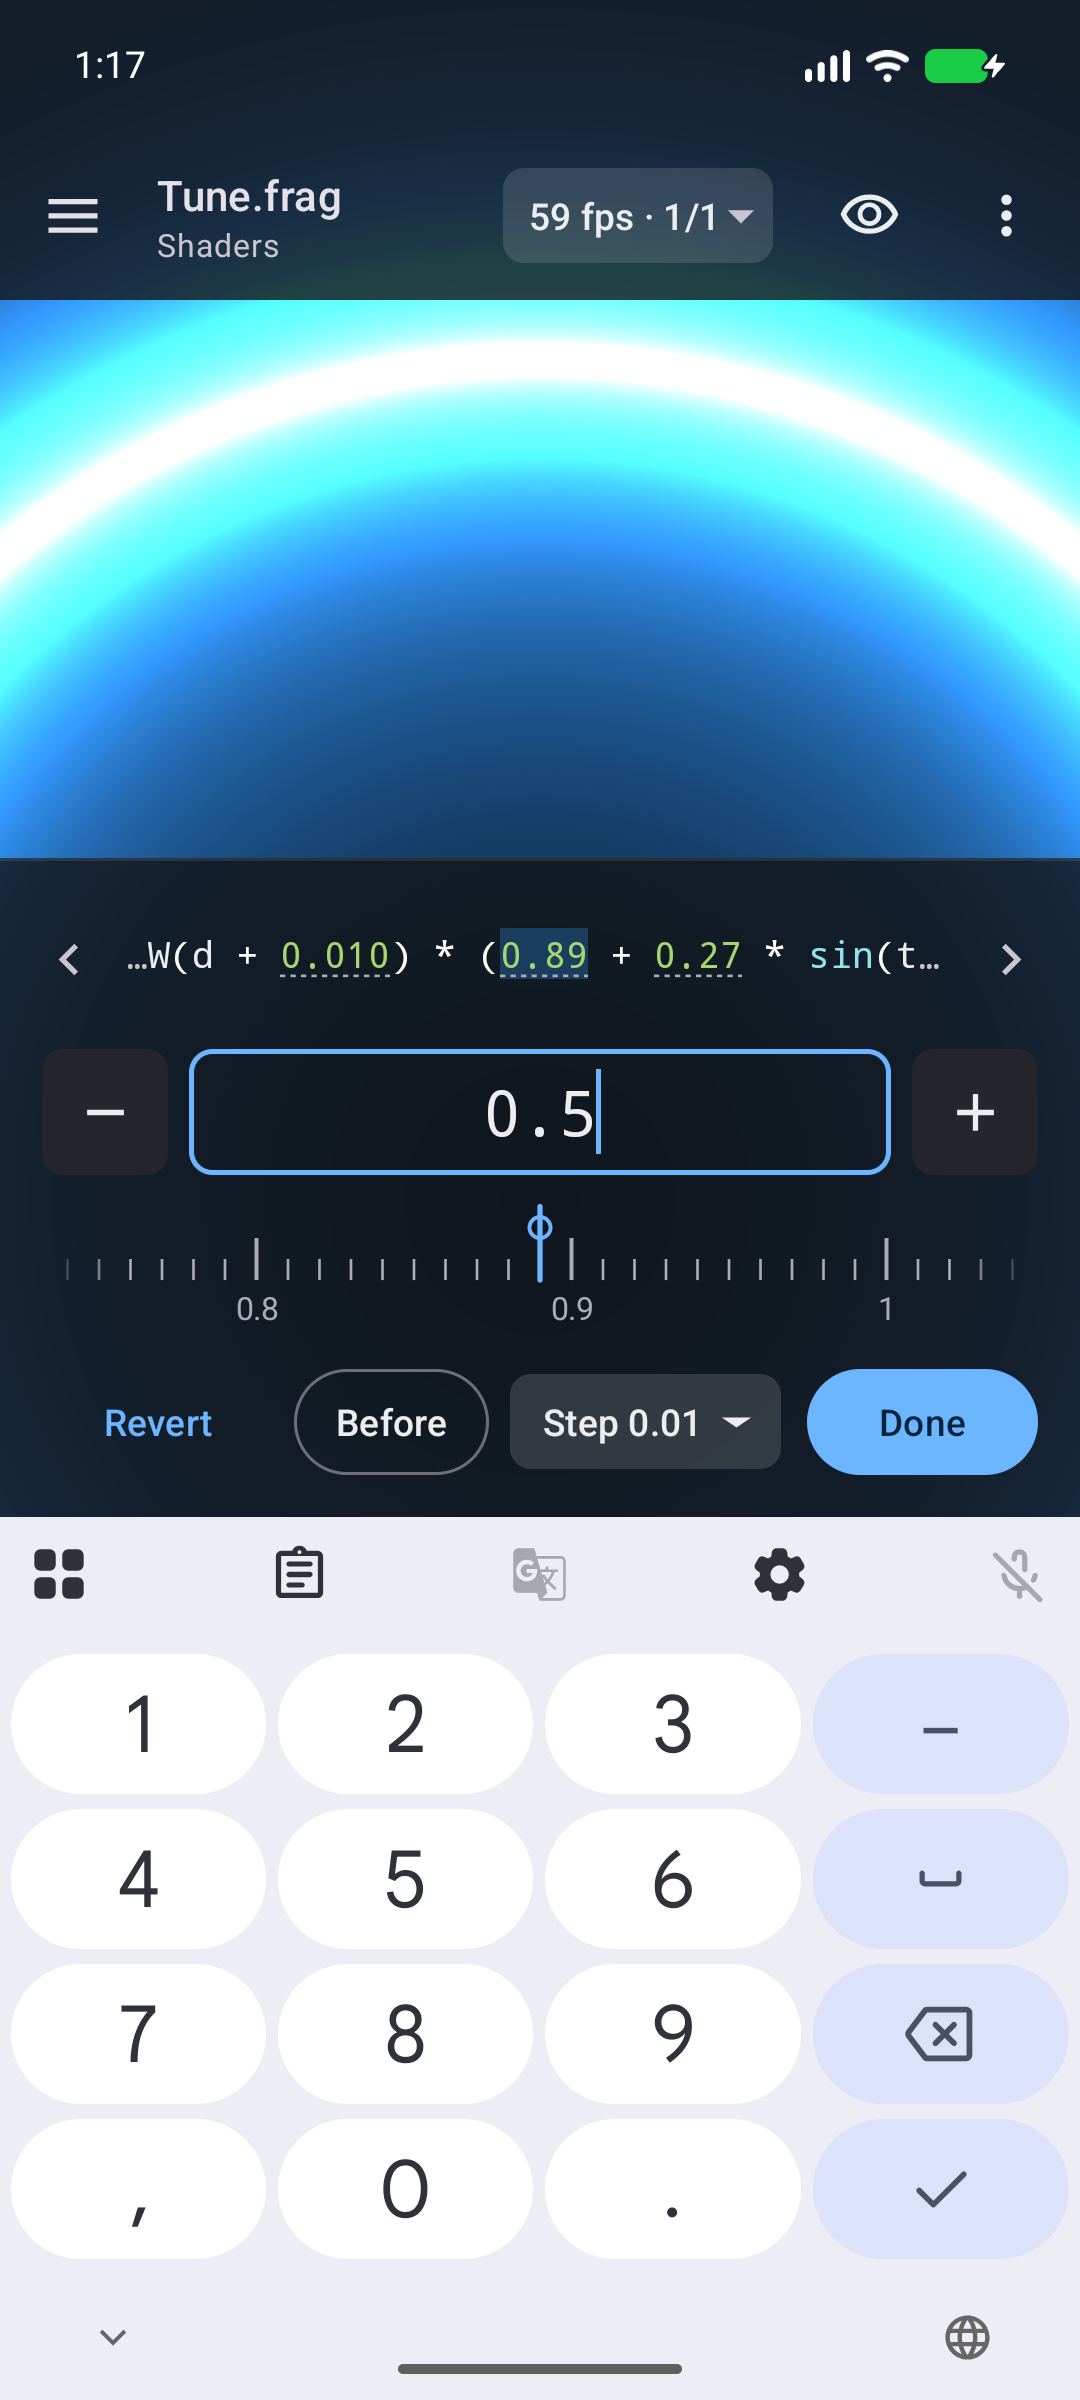 1:17
Tune.frag
Shaders
59 fps · 1/1
…W(d + 0.010) * (0.89 + 0.27 * sin(t…
0.5
0.8 0.9 1
Revert Before Step 0.01 Done
1 2 3 –
4 5 6
7 8 9
, 0 .